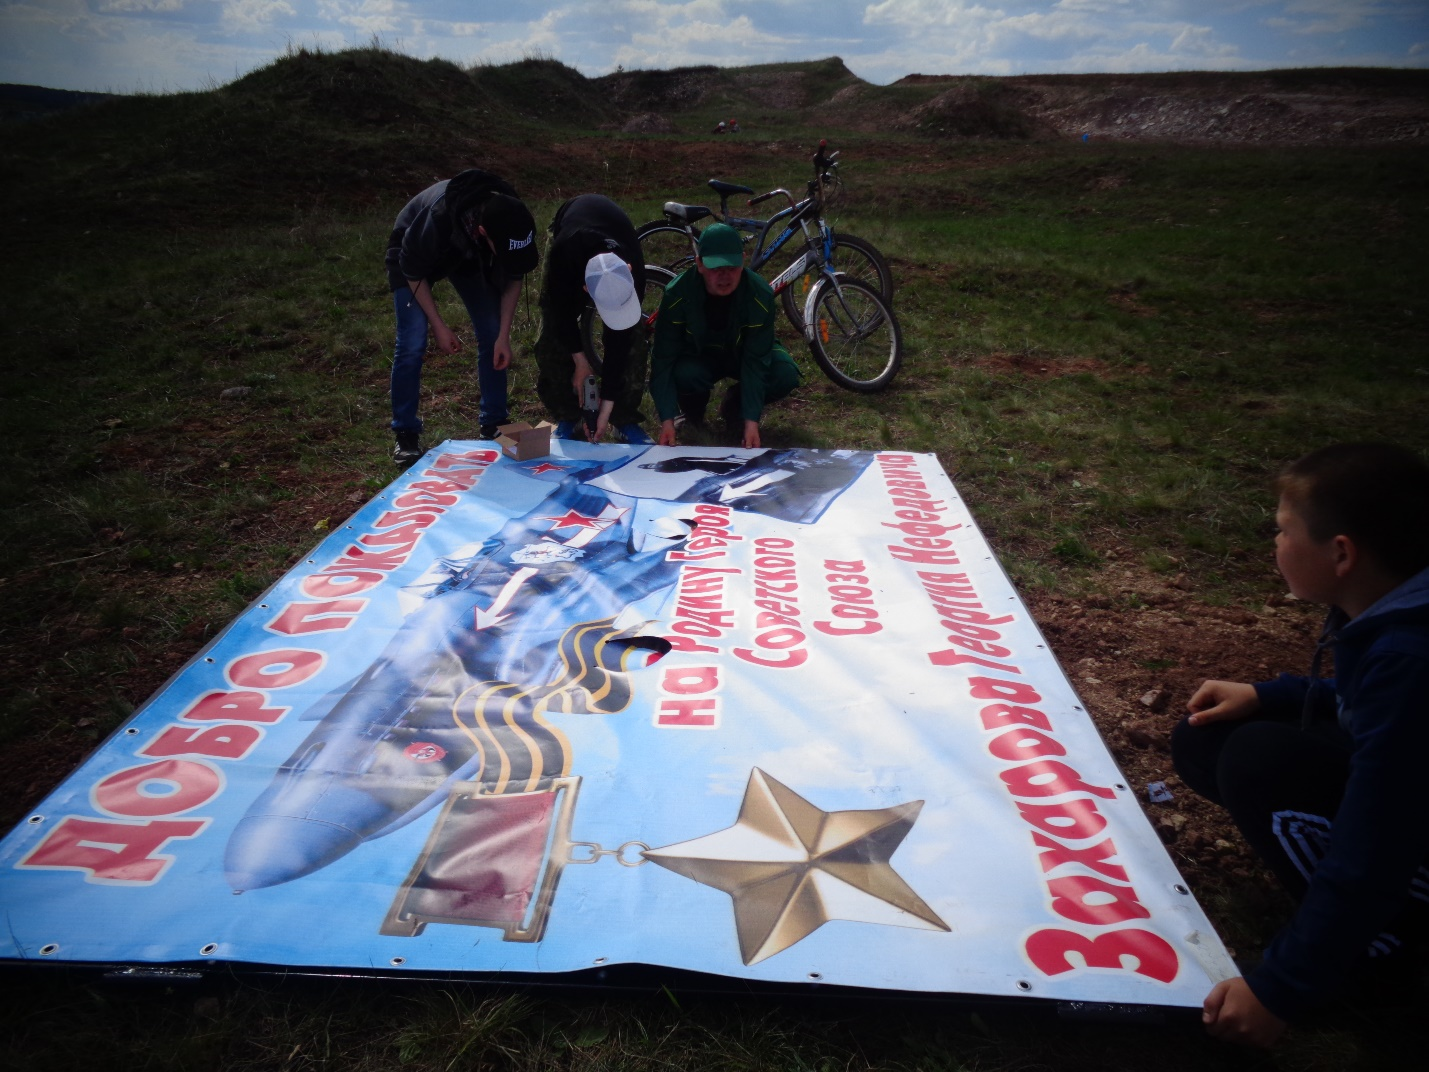 ДОБРО ПОЖАЛОВАТЬ
на Родину Героя
Советского
Союза
Захарова Георгия Нефедовича